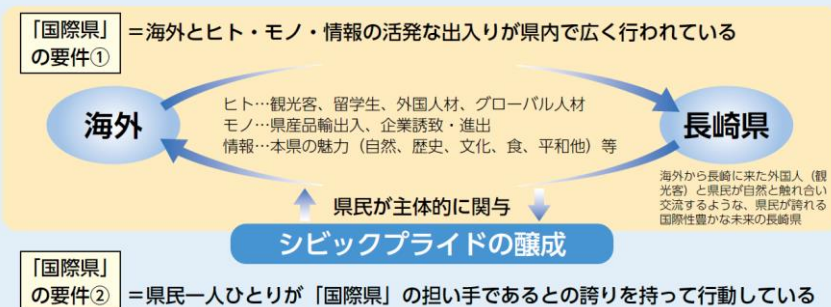 「国際県」
の要件①
＝海外とヒト・モノ・情報の活発な出入りが県内で広く行われている
海外
ヒト…観光客、留学生、外国人材、グローバル人材
モノ…県産品輸出入、企業誘致・進出
情報…本県の魅力（自然、歴史、文化、食、平和他）等
長崎県
海外から長崎に来た外国人（観
光客）と県民が自然と触れ合い
交流するような、県民が誇れる
国際性豊かな未来の長崎県
県民が主体的に関与
シビックプライドの醸成
「国際県」
の要件②
＝県民一人ひとりが「国際県」の担い手であるとの誇りを持って行動している